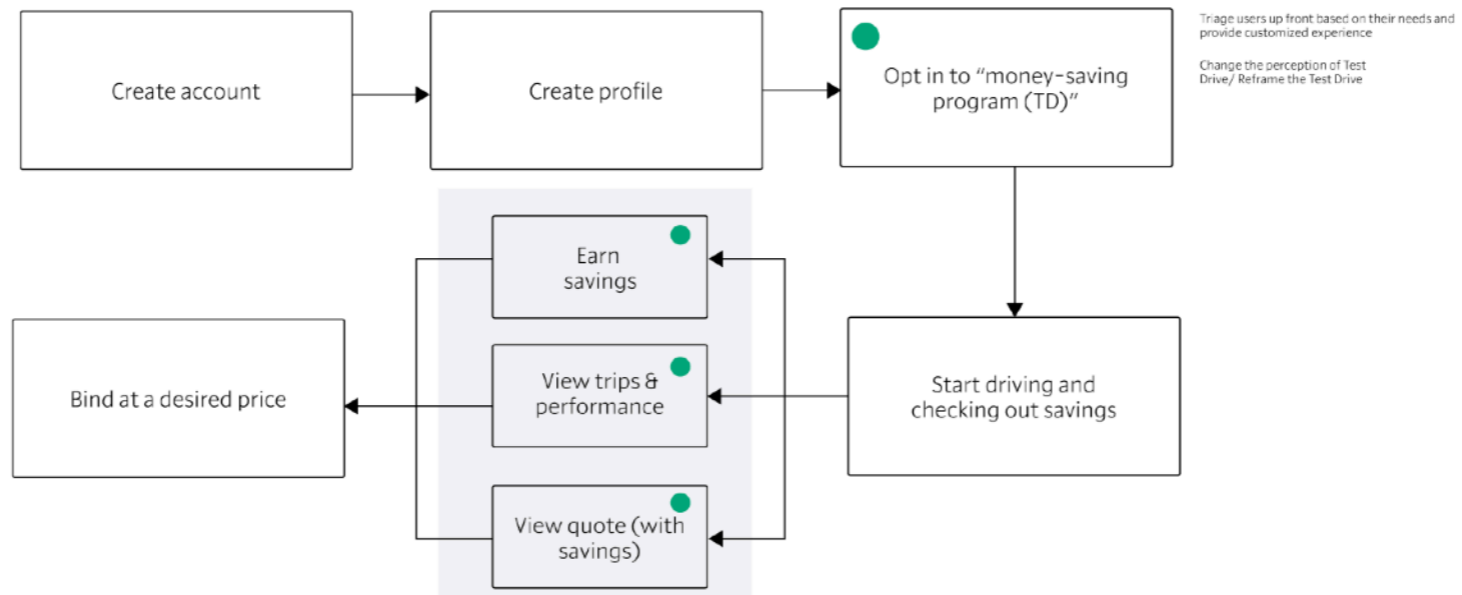 Create account
Create profile
Opt in to “money-saving
program (TD)”
Triage users up front based on their needs and
provide customized experience
Change the perception of Test
Drive/ Reframe the Test Drive
Start driving and
checking out savings
Earn
savings
View trips &
performance
View quote (with
savings)
Bind at a desired price